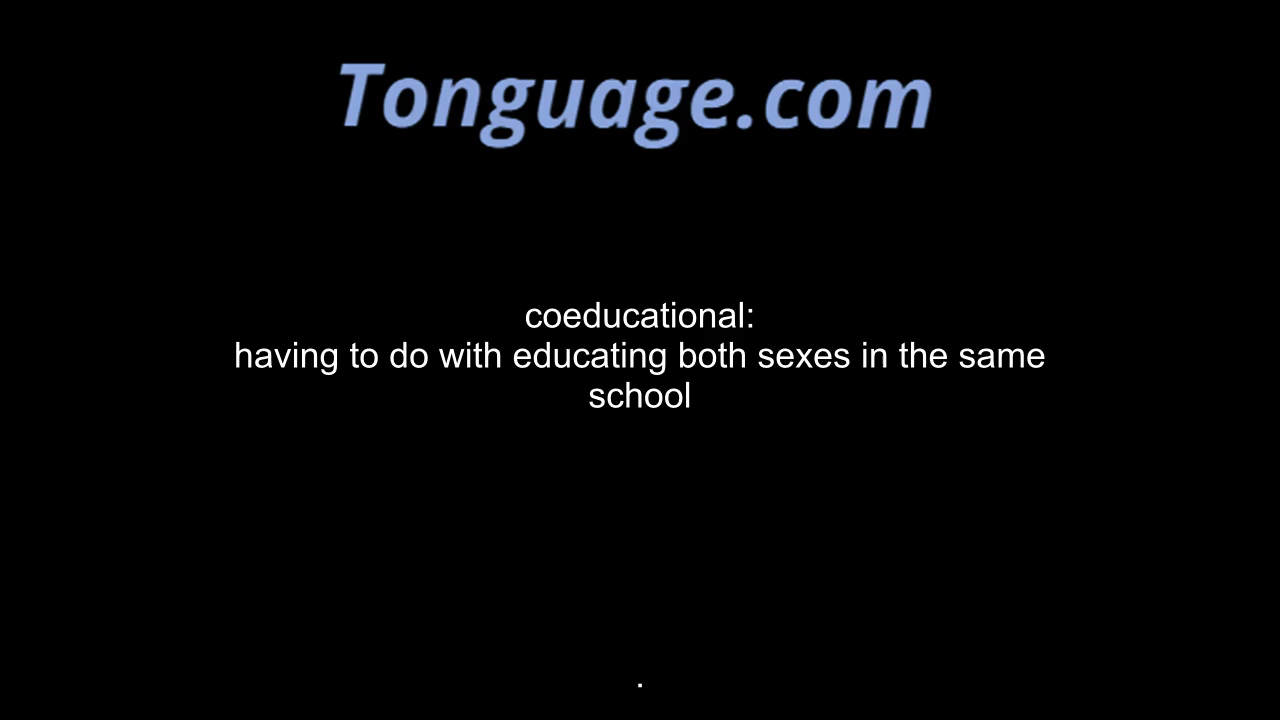 Tonguage.com
coeducational:
having to do with educating both sexes in the same
school
.